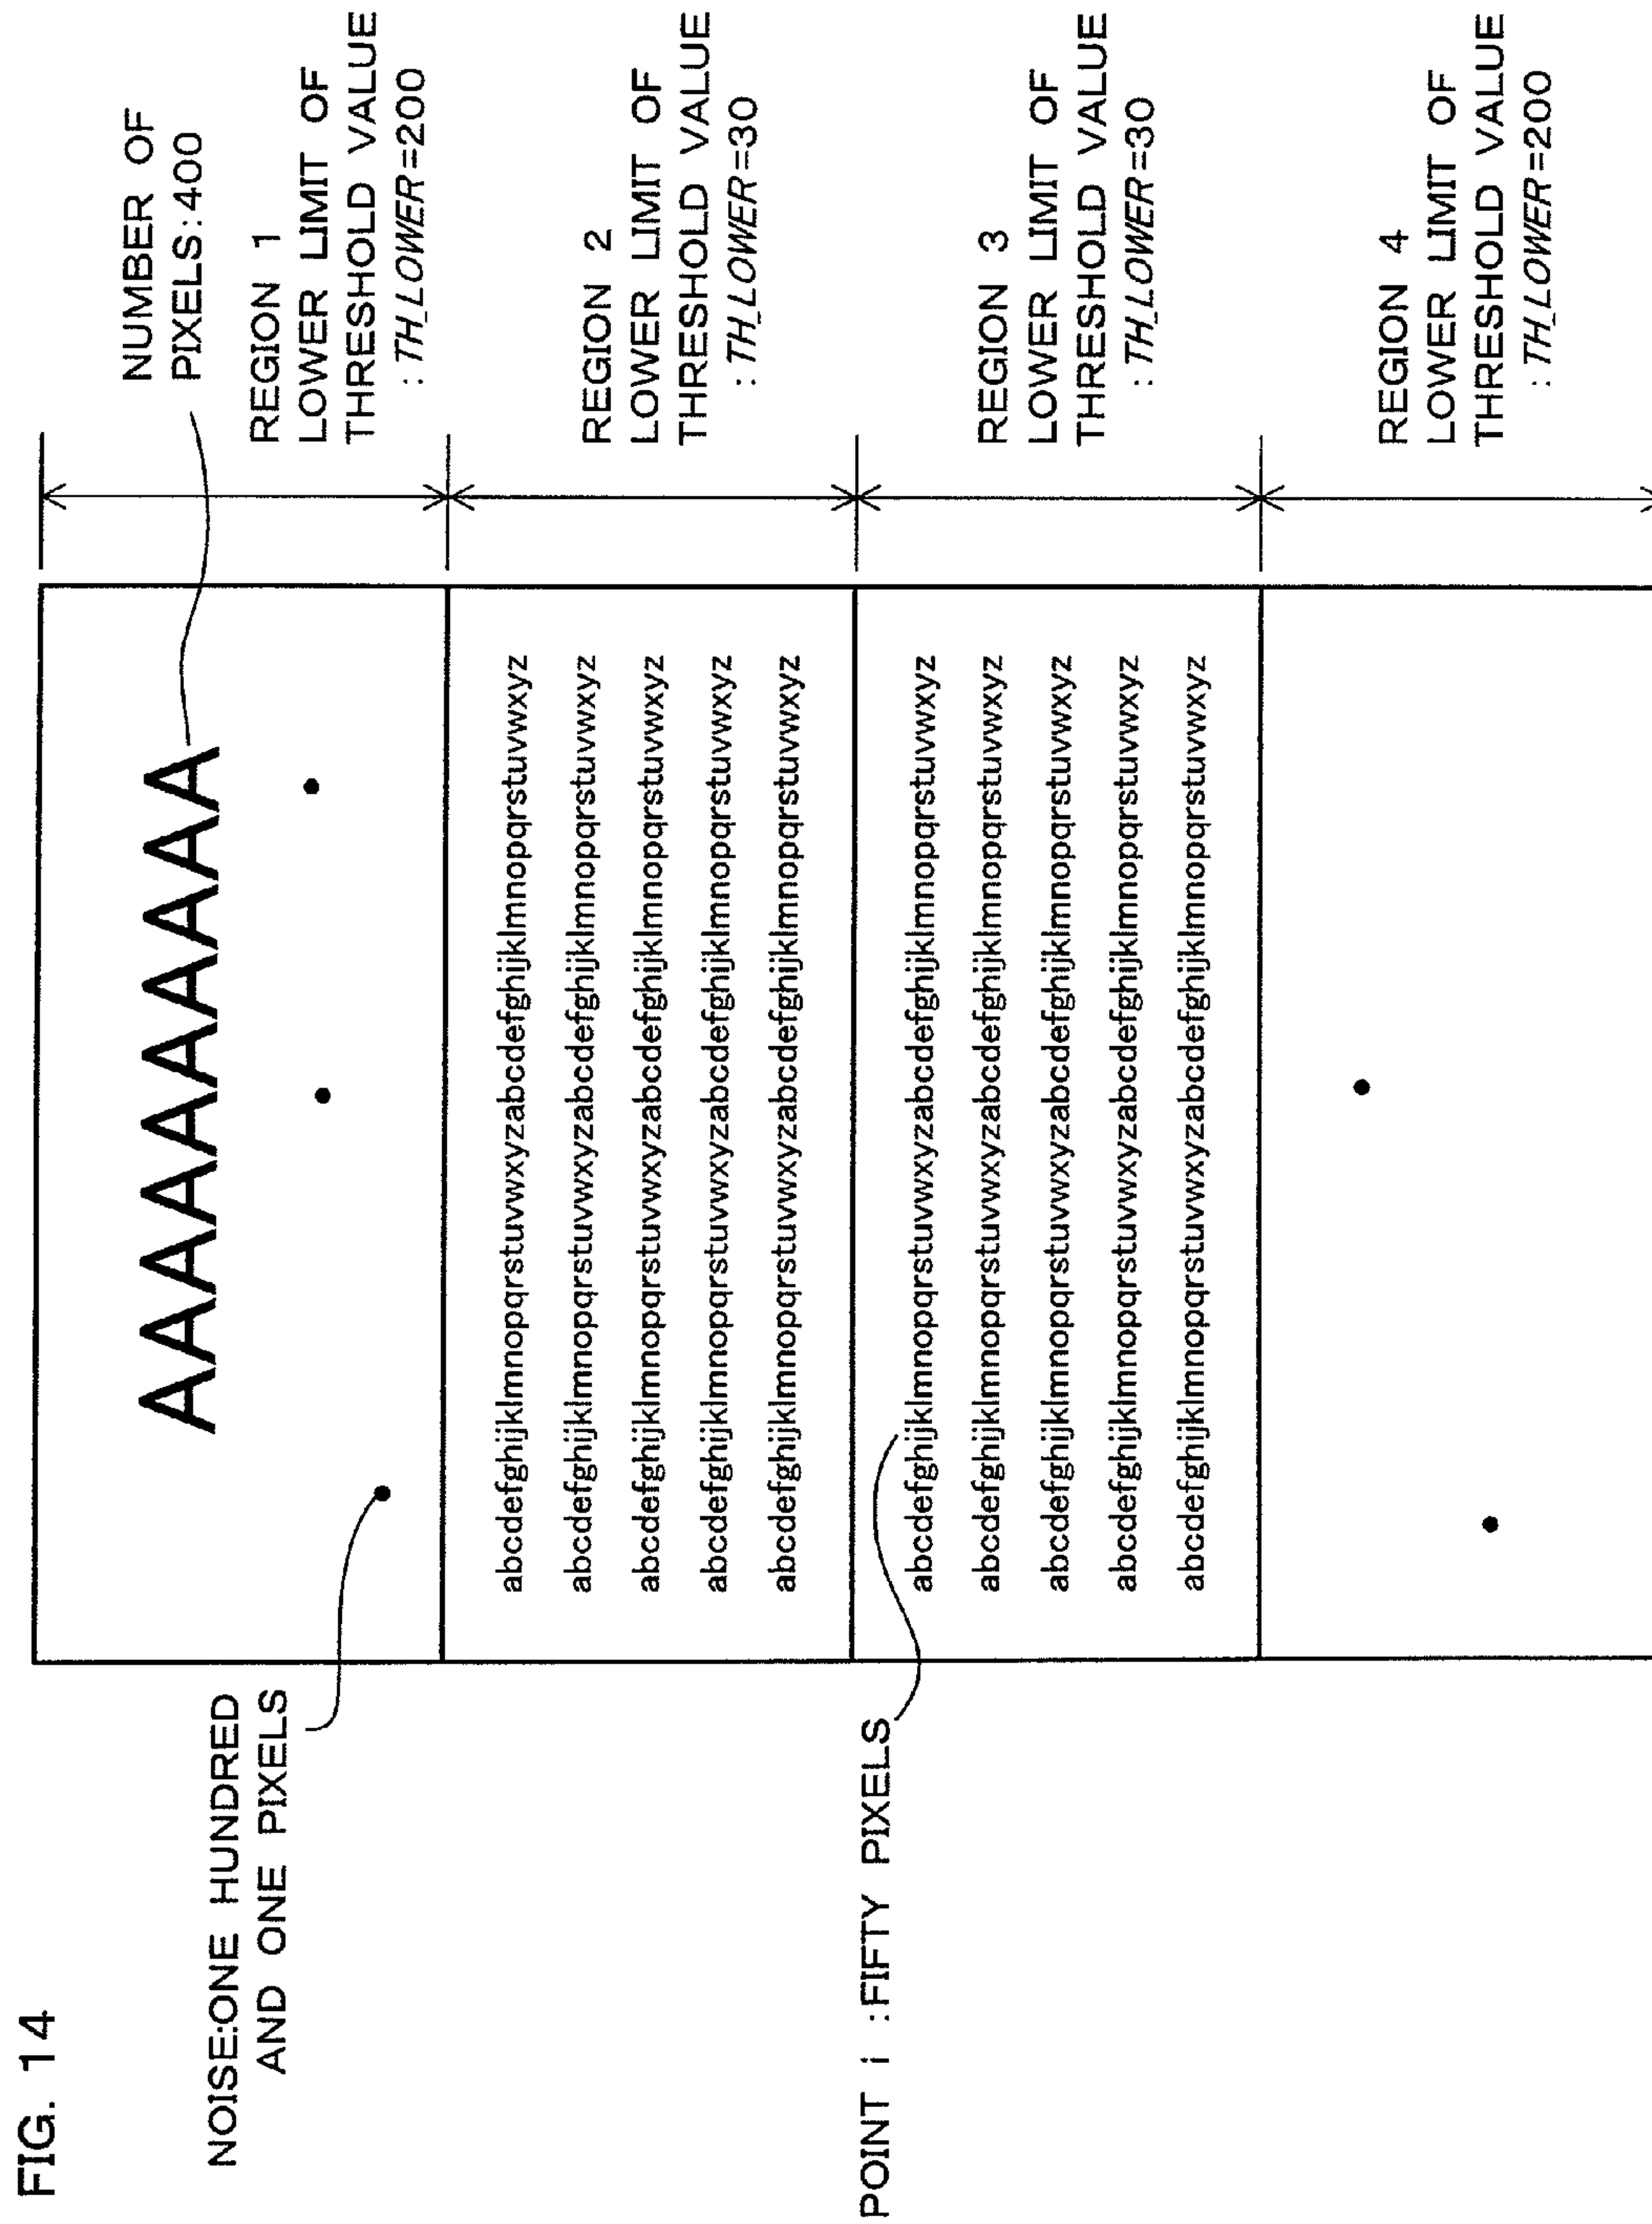 FIG. 14
NUMBER OF
PIXELS:400
NOISE:ONE HUNDRED
AND ONE PIXELS
AAAAAAAAAA
REGION 1
LOWER LIMIT OF
THRESHOLD VALUE
: TH_LOWER=200
abcdefghijklmnopqrstuvwxyzabcdefghijklmnopqrstuvwxyz
abcdefghijklmnopqrstuvwxyzabcdefghijklmnopqrstuvwxyz
abcdefghijklmnopqrstuvwxyzabcdefghijklmnopqrstuvwxyz
abcdefghijklmnopqrstuvwxyzabcdefghijklmnopqrstuvwxyz
abcdefghijklmnopqrstuvwxyzabcdefghijklmnopqrstuvwxyz
REGION 2
LOWER LIMIT OF
THRESHOLD VALUE
: TH_LOWER=30
POINT i :FIFTY PIXELS
abcdefghijklmnopqrstuvwxyzabcdefghijklmnopqrstuvwxyz
abcdefghijklmnopqrstuvwxyzabcdefghijklmnopqrstuvwxyz
abcdefghijklmnopqrstuvwxyzabcdefghijklmnopqrstuvwxyz
abcdefghijklmnopqrstuvwxyzabcdefghijklmnopqrstuvwxyz
abcdefghijklmnopqrstuvwxyzabcdefghijklmnopqrstuvwxyz
REGION 3
LOWER LIMIT OF
THRESHOLD VALUE
: TH_LOWER=30
REGION 4
LOWER LIMIT OF
THRESHOLD VALUE
: TH_LOWER=200